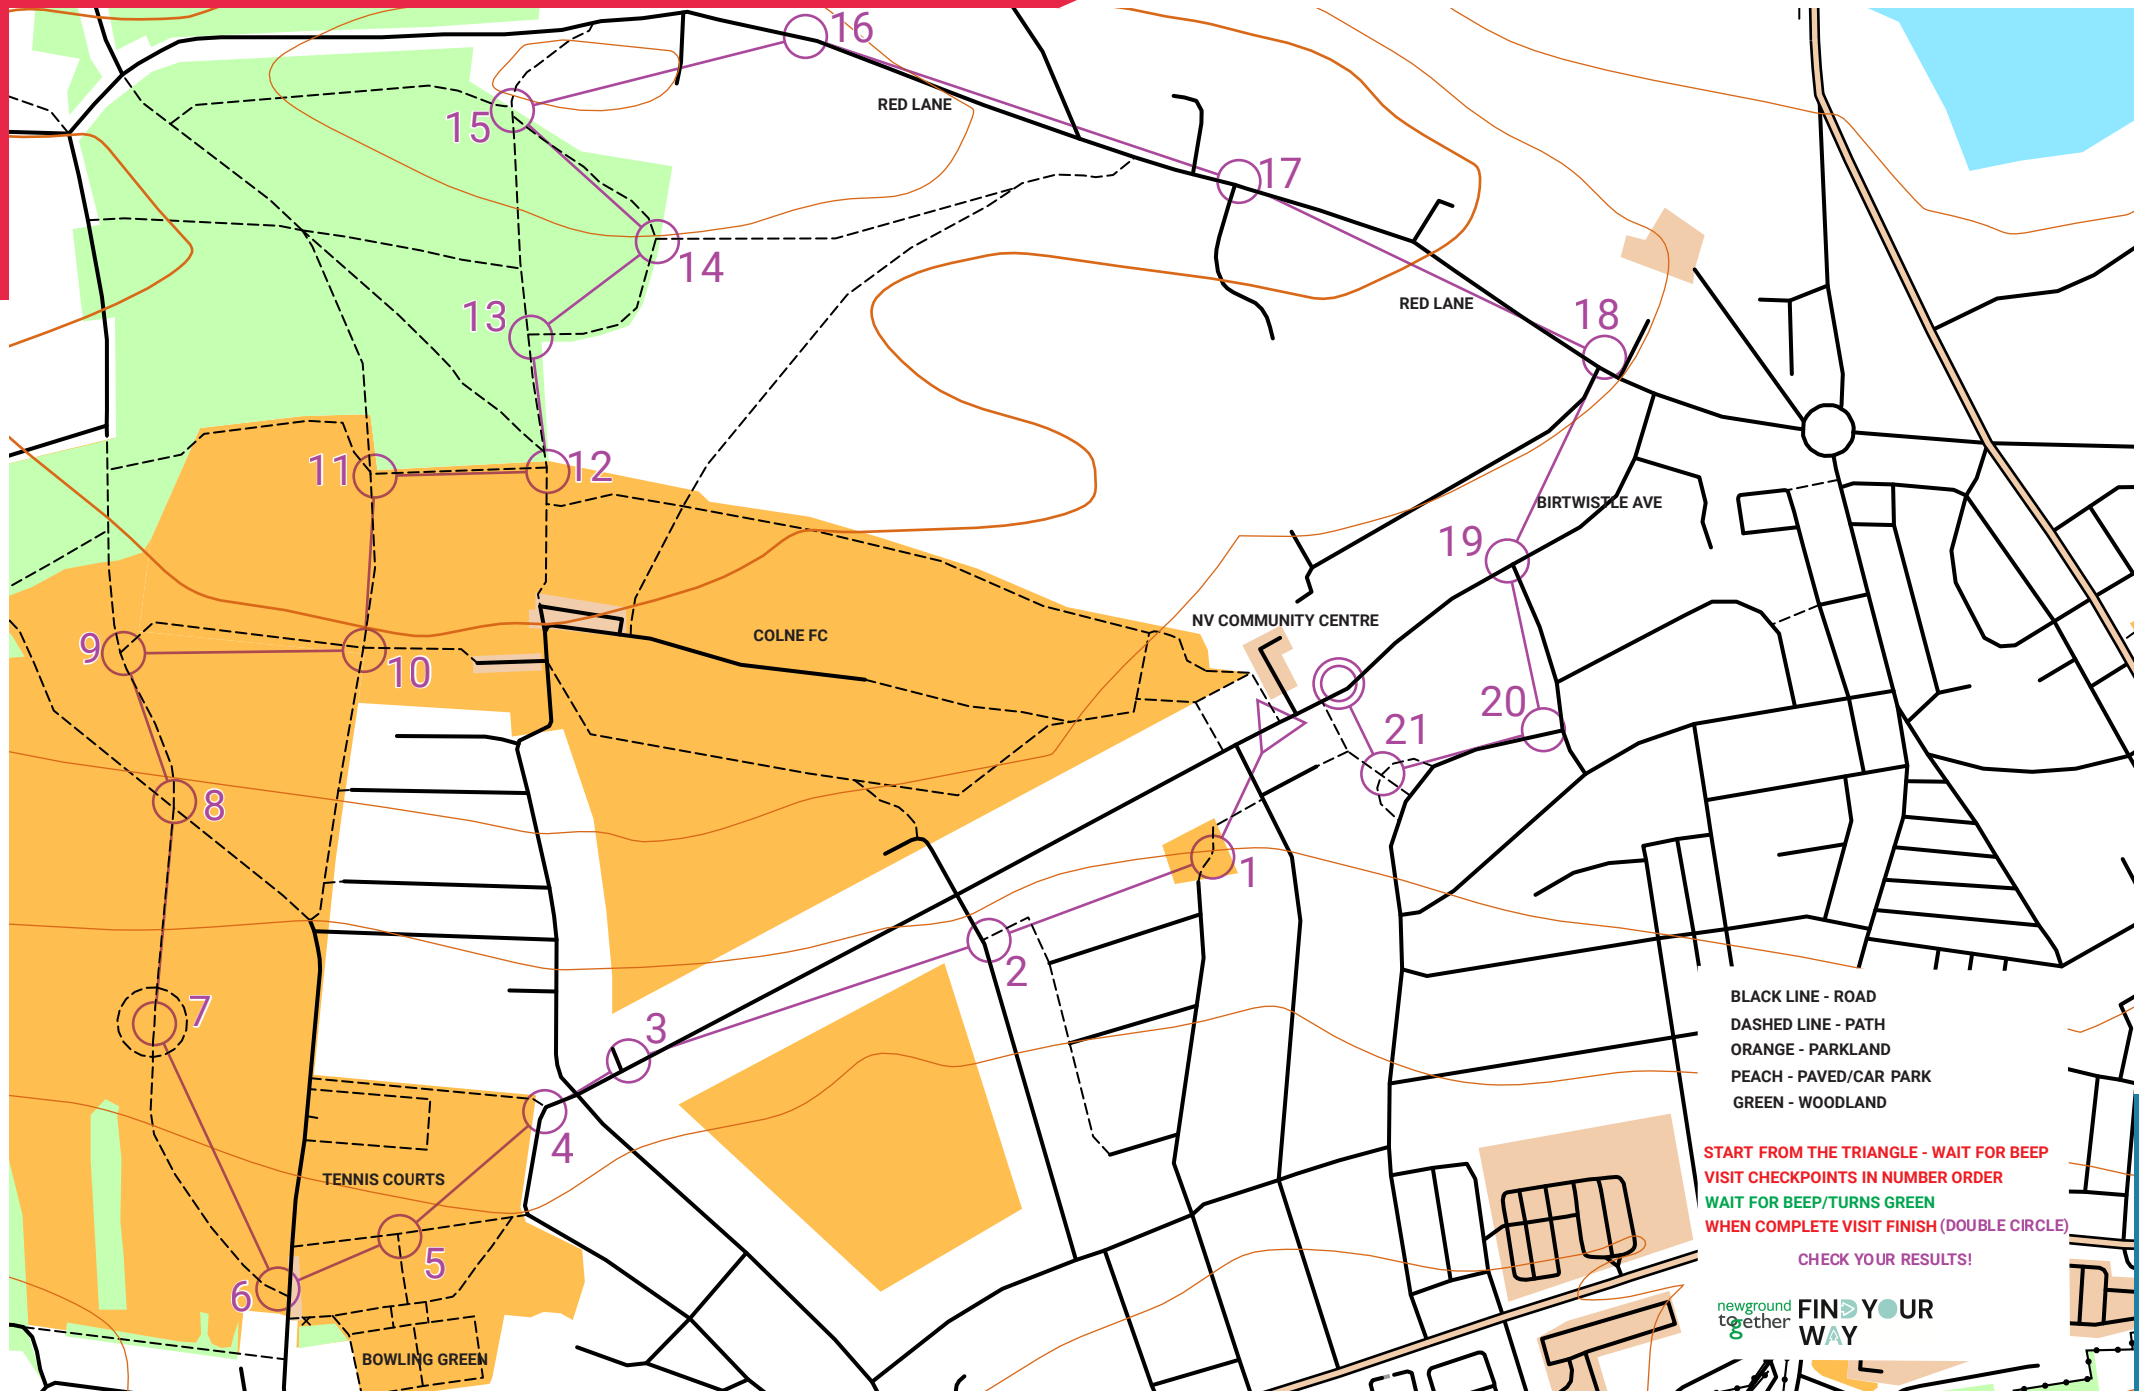 16
RED LANE
15
17
14
13
RED LANE
18
11
12
BIRTWISTLE AVE
19
NV COMMUNITY CENTRE
COLNE FC
9
10
20
21
8
1
2
7
3
4
TENNIS COURTS
5
6
BOWLING GREEN
BLACK LINE - ROAD
DASHED LINE - PATH
ORANGE - PARKLAND
PEACH - PAVED/CAR PARK
GREEN - WOODLAND
START FROM THE TRIANGLE - WAIT FOR BEEP
VISIT CHECKPOINTS IN NUMBER ORDER
WAIT FOR BEEP/TURNS GREEN
WHEN COMPLETE VISIT FINISH (DOUBLE CIRCLE)
CHECK YOUR RESULTS!
newground
together
FIND YOUR
WAY